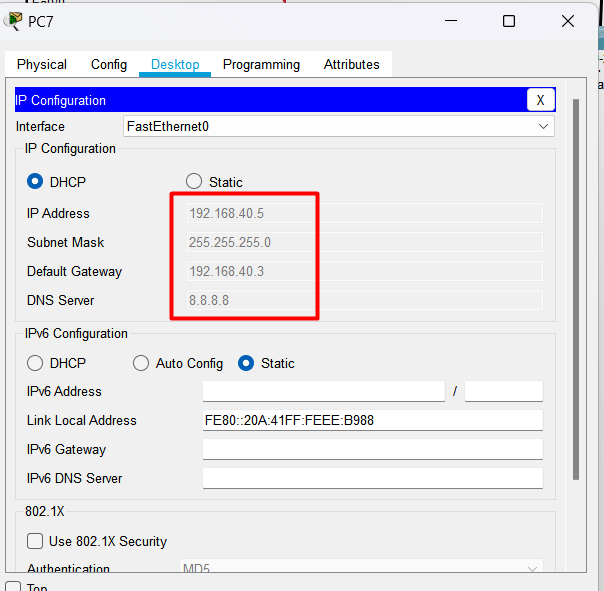 PC7
Physical Config Desktop Programming Attributes
IP Configuration X
Interface FastEthernet0
IP Configuration
DHCP Static
IP Address 192.168.40.5
Subnet Mask 255.255.255.0
Default Gateway 192.168.40.3
DNS Server 8.8.8.8
IPv6 Configuration
DHCP Auto Config Static
IPv6 Address /
Link Local Address FE80::20A:41FF:FEEE:B988
IPv6 Gateway
IPv6 DNS Server
802.1X
Use 802.1X Security
Authentication MD5
Top